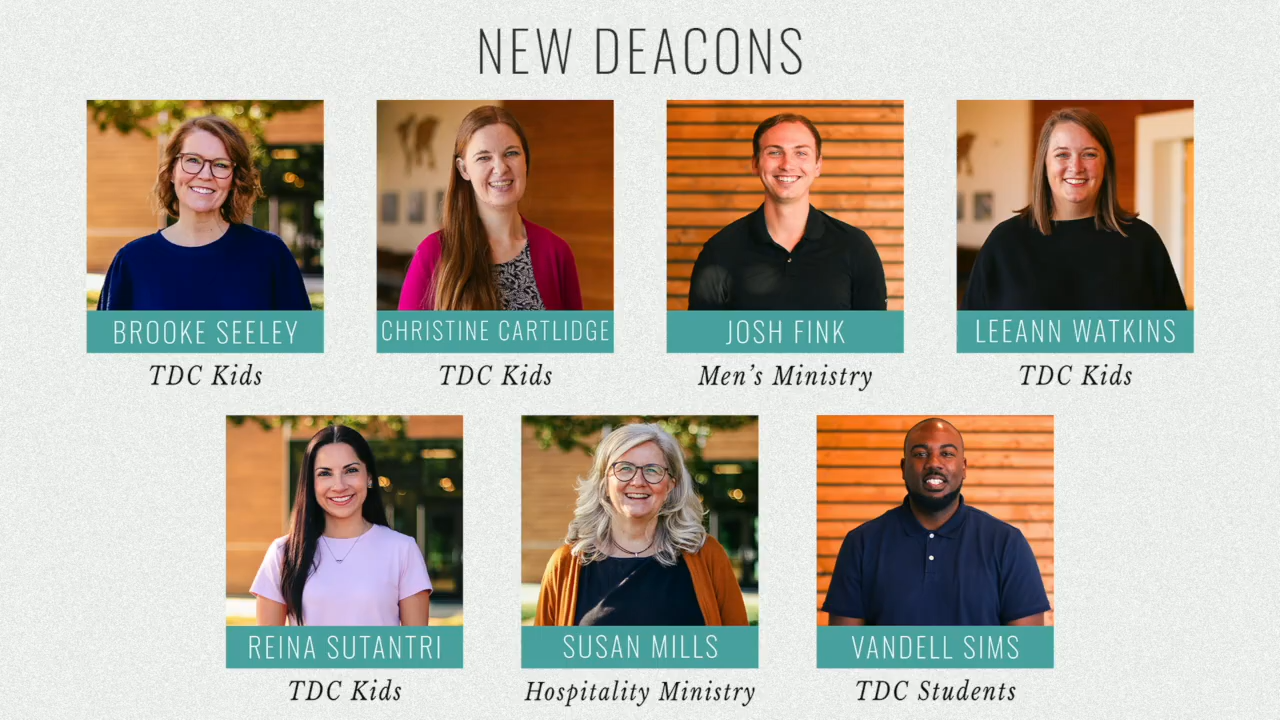 NEW DEACONS
BROOKE SEELEY
CHRISTINE CARTLIDGE
JOSH FINK
LEEANN WATKINS
TDC Kids
TDC Kids
Men's Ministry
TDC Kids
REINA SUTANTRI
SUSAN MILLS
VANDELL SIMS
TDC Kids
Hospitality Ministry
TDC Students